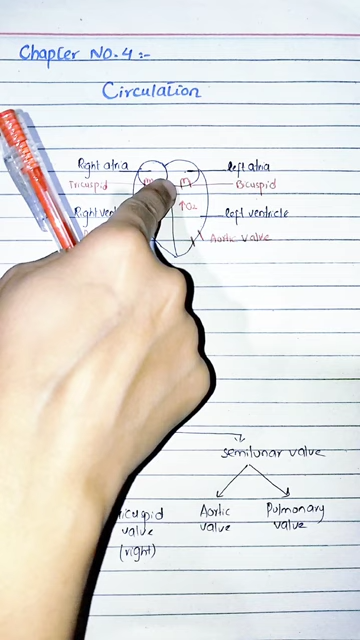 Chapter No.4:-
Circulation
Right atria left atria
Tricuspid Bicuspid
Right left ventricle
Aortic valve
semilunar valve
Aortic Pulmonary
valve valve valve
(right)